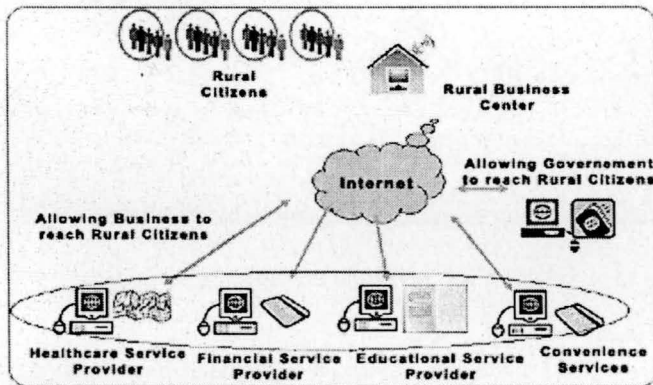 Rural
Citizens
Rural Business
Center
Internet
Allowing Governement
to reach Rural Citizens
Allowing Business to
reach Rural Citizens
Healthcare Service
Provider
Financial Service
Provider
Educational Service
Provider
Convenience
Services